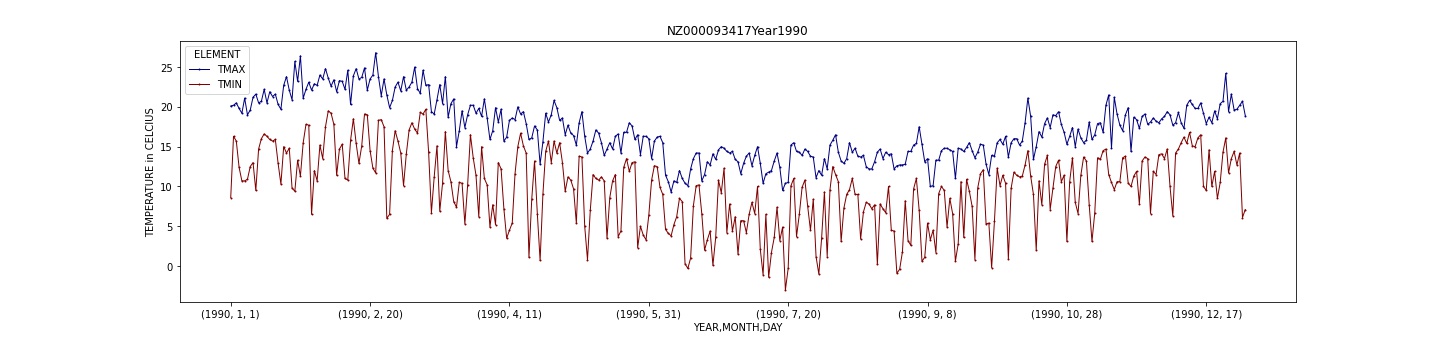 NZ000093417Year1990
ELEMENT
TMAX
TMIN
TEMPERATURE in CELCIUS
25
20
15
10
5
0
(1990, 1, 1) (1990, 2, 20) (1990, 4, 11) (1990, 5, 31) (1990, 7, 20) (1990, 9, 8) (1990, 10, 28) (1990, 12, 17)
YEAR,MONTH,DAY